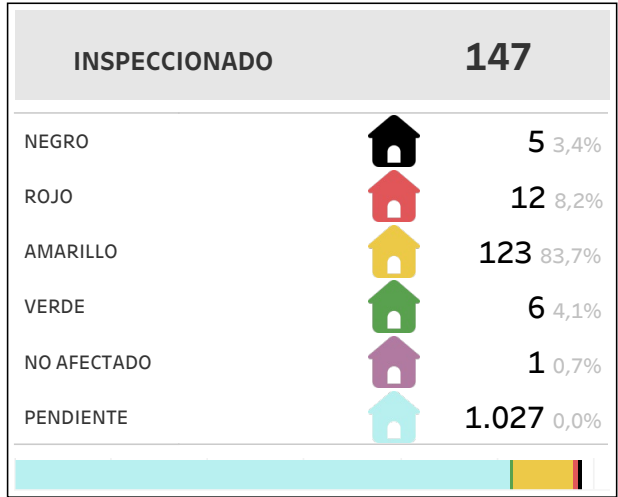 INSPECCIONADO 147
NEGRO 5 3,4%
ROJO 12 8,2%
AMARILLO 123 83,7%
VERDE 6 4,1%
NO AFECTADO 1 0,7%
PENDIENTE 1.027 0,0%